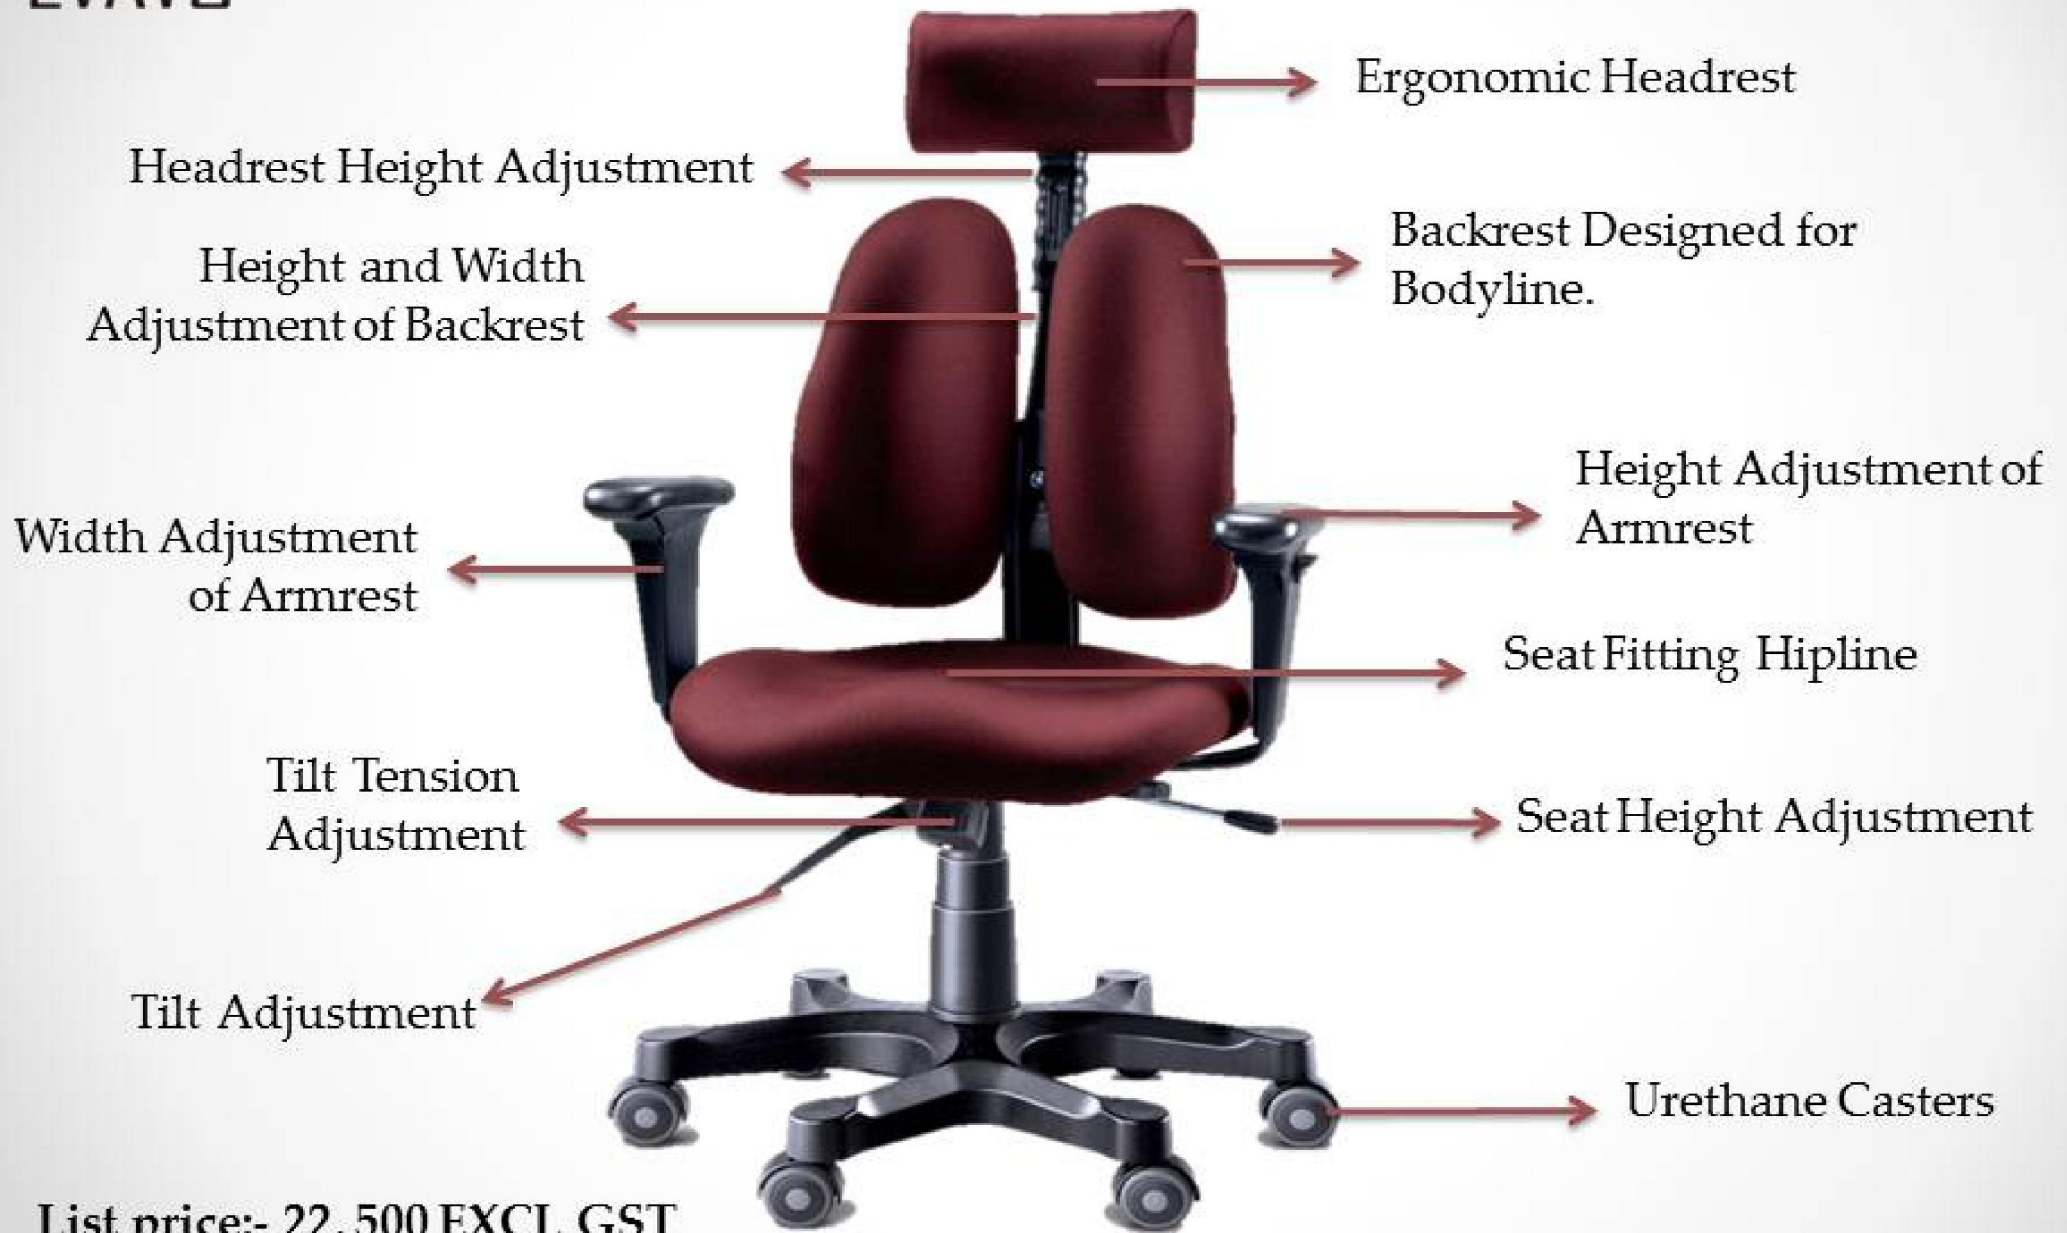 Ergonomic Headrest
Headrest Height Adjustment
Backrest Designed for
Bodyline.
Height and Width
Adjustment of Backrest
Height Adjustment of
Armrest
Width Adjustment
of Armrest
Seat Fitting Hipline
Tilt Tension
Adjustment
Seat Height Adjustment
Tilt Adjustment
Urethane Casters
List price:- 22, 500 EXCL GST